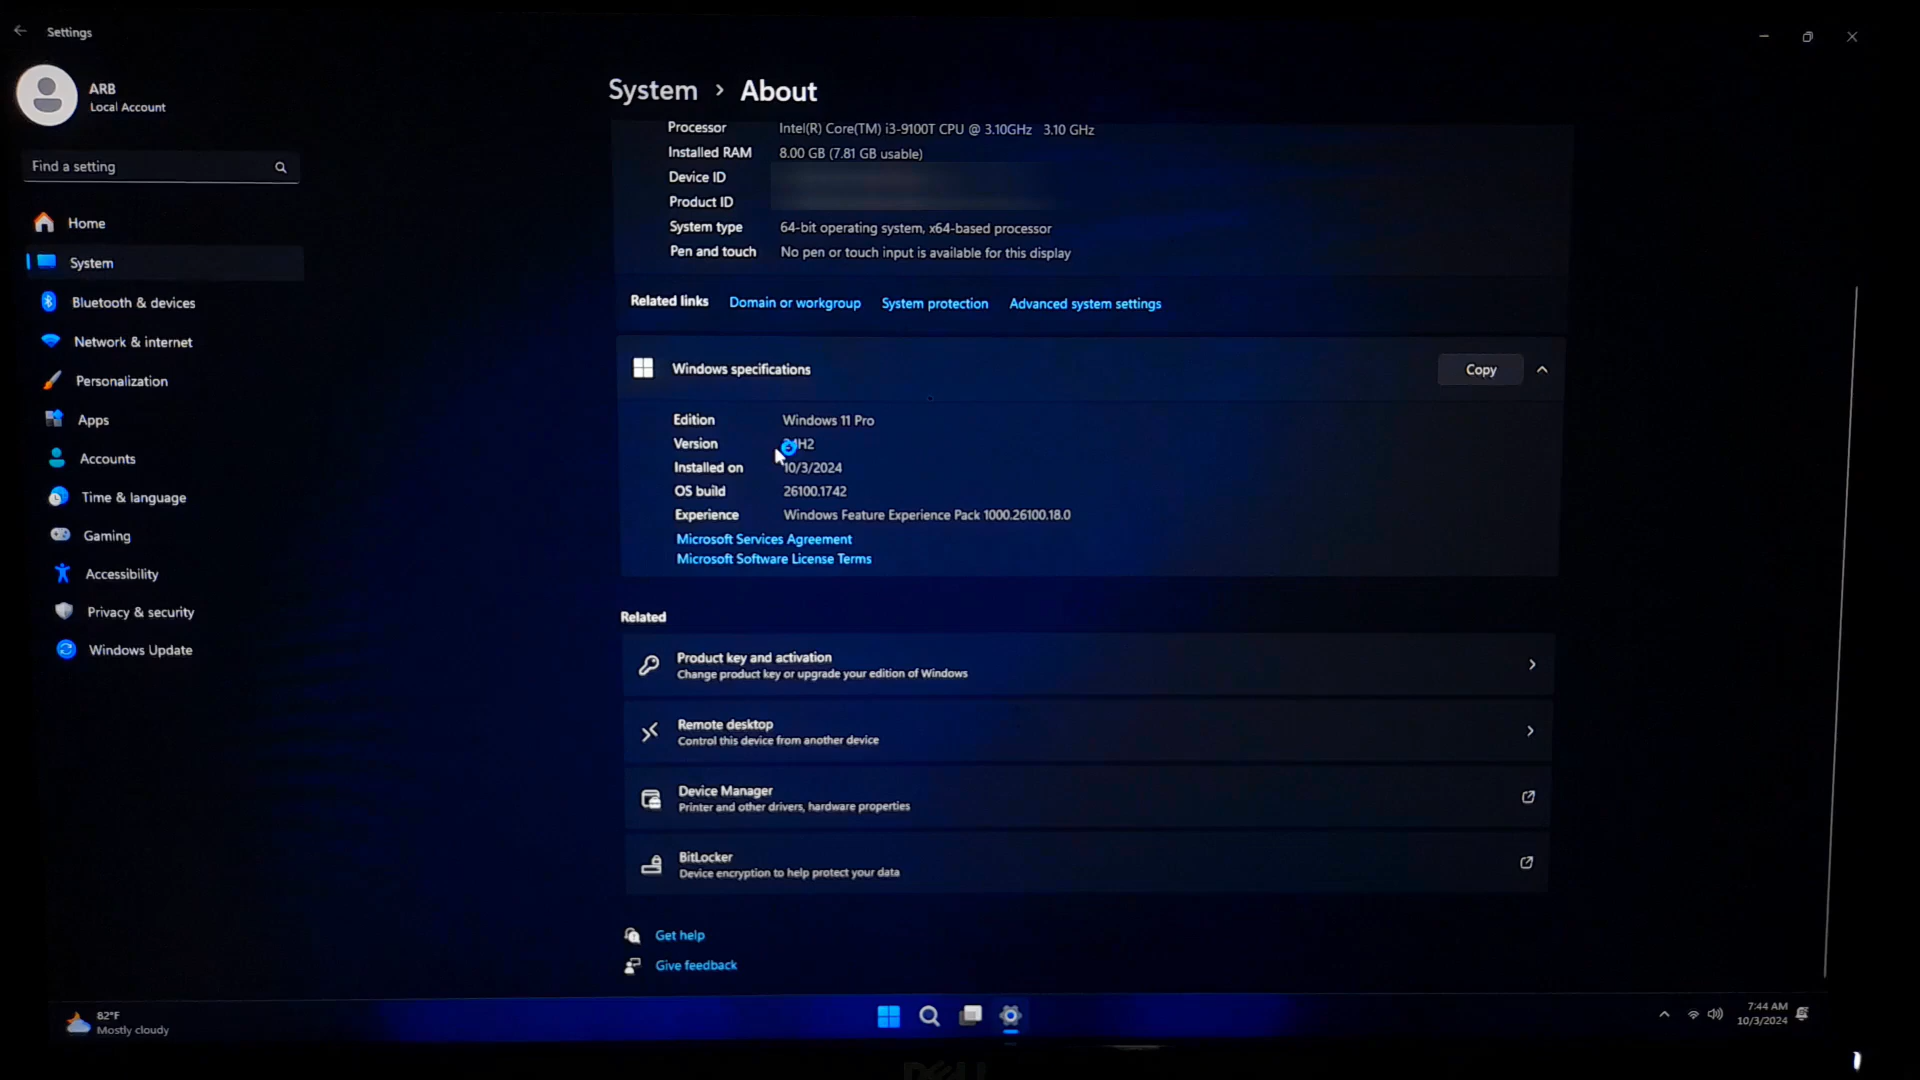 Settings
ARB
Local Account
Find a setting
Home
System
Bluetooth & devices
Network & internet
Personalization
Apps
Accounts
Time & language
Gaming
Accessibility
Privacy & security
Windows Update
System > About
Processor Intel(R) Core(TM) i3-9100T CPU @ 3.10GHz 3.10 GHz
Installed RAM 8.00 GB (7.81 GB usable)
Device ID
Product ID
System type 64-bit operating system, x64-based processor
Pen and touch No pen or touch input is available for this display
Related links Domain or workgroup System protection Advanced system settings
Windows specifications Copy
Edition Windows 11 Pro
Version 24H2
Installed on 10/3/2024
OS build 26100.1742
Experience Windows Feature Experience Pack 1000.26100.18.0
Microsoft Services Agreement
Microsoft Software License Terms
Related
Product key and activation
Change product key or upgrade your edition of Windows
Remote desktop
Control this device from another device
Device Manager
Printer and other drivers, hardware properties
BitLocker
Device encryption to help protect your data
Get help
Give feedback
82°F
Mostly cloudy
7:44 AM
10/3/2024
DELL